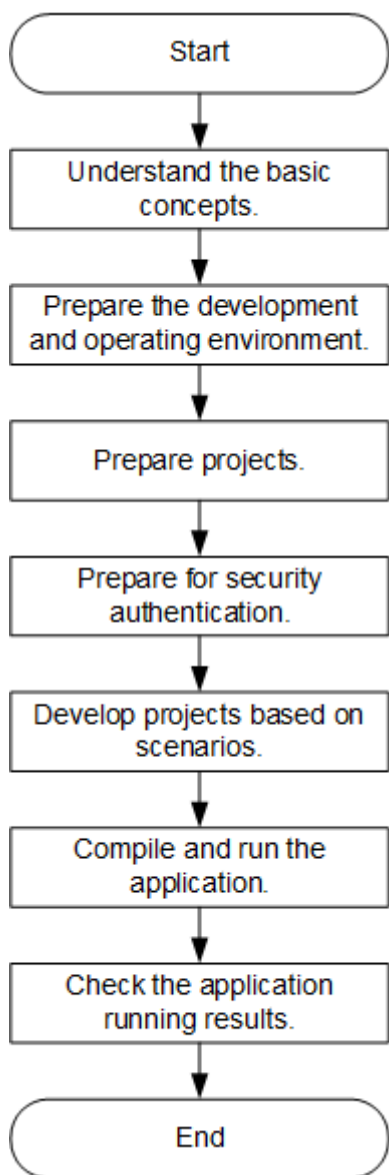 Start
Understand the basic
concepts.
Prepare the development
and operating environment.
Prepare projects.
Prepare for security
authentication.
Develop projects based on
scenarios.
Compile and run the
application.
Check the application
running results.
End